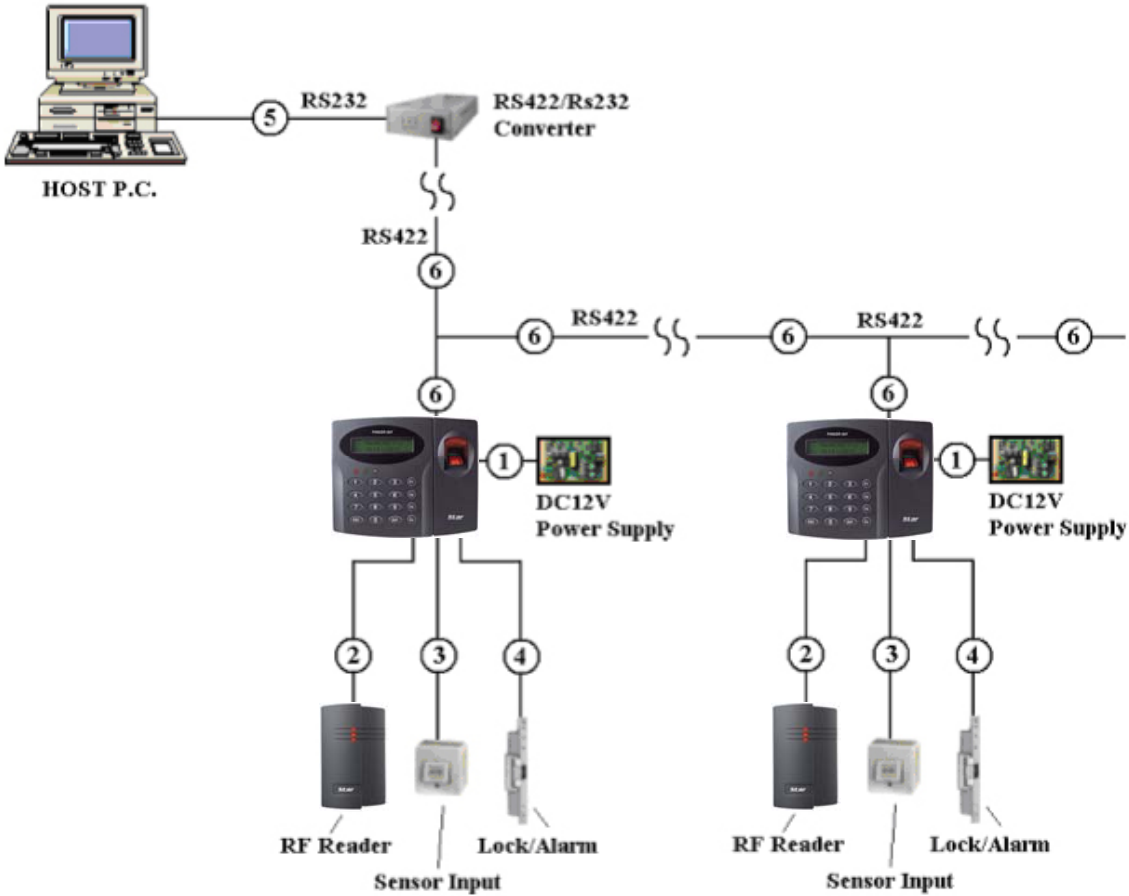 RS232
5
RS422/Rs232
Converter
HOST P.C.
RS422
6
6
RS422
6
RS422
6
6
6
1
DC12V
Power Supply
1
DC12V
Power Supply
2
3
4
2
3
4
RF Reader
Sensor Input
Lock/Alarm
RF Reader
Sensor Input
Lock/Alarm